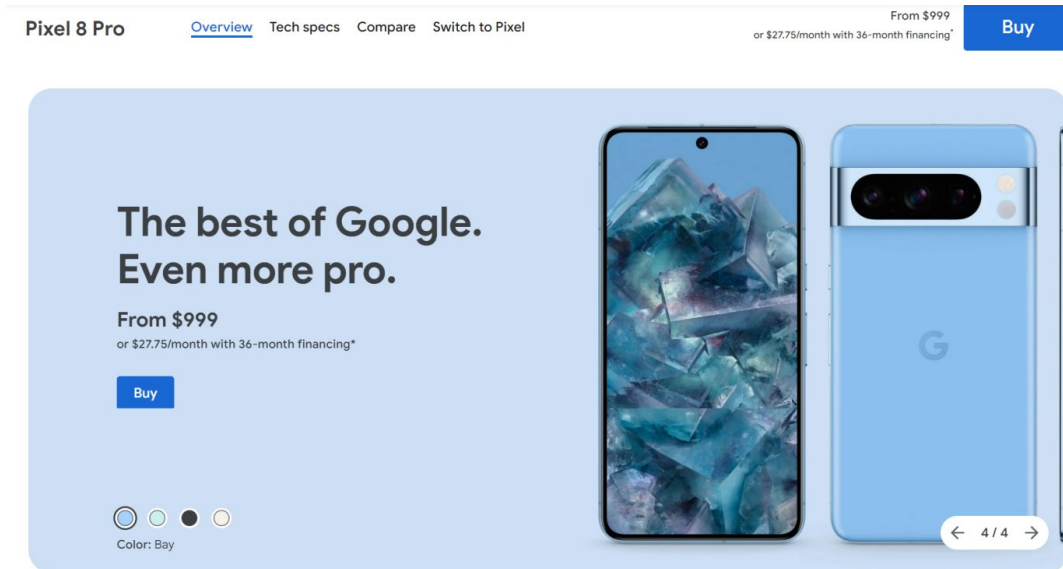 Pixel 8 Pro
Overview Tech specs Compare Switch to Pixel
From $999
or $27.75/month with 36-month financing*
Buy
The best of Google.
Even more pro.
From $999
or $27.75/month with 36-month financing*
Buy
Color: Bay
G
4/4